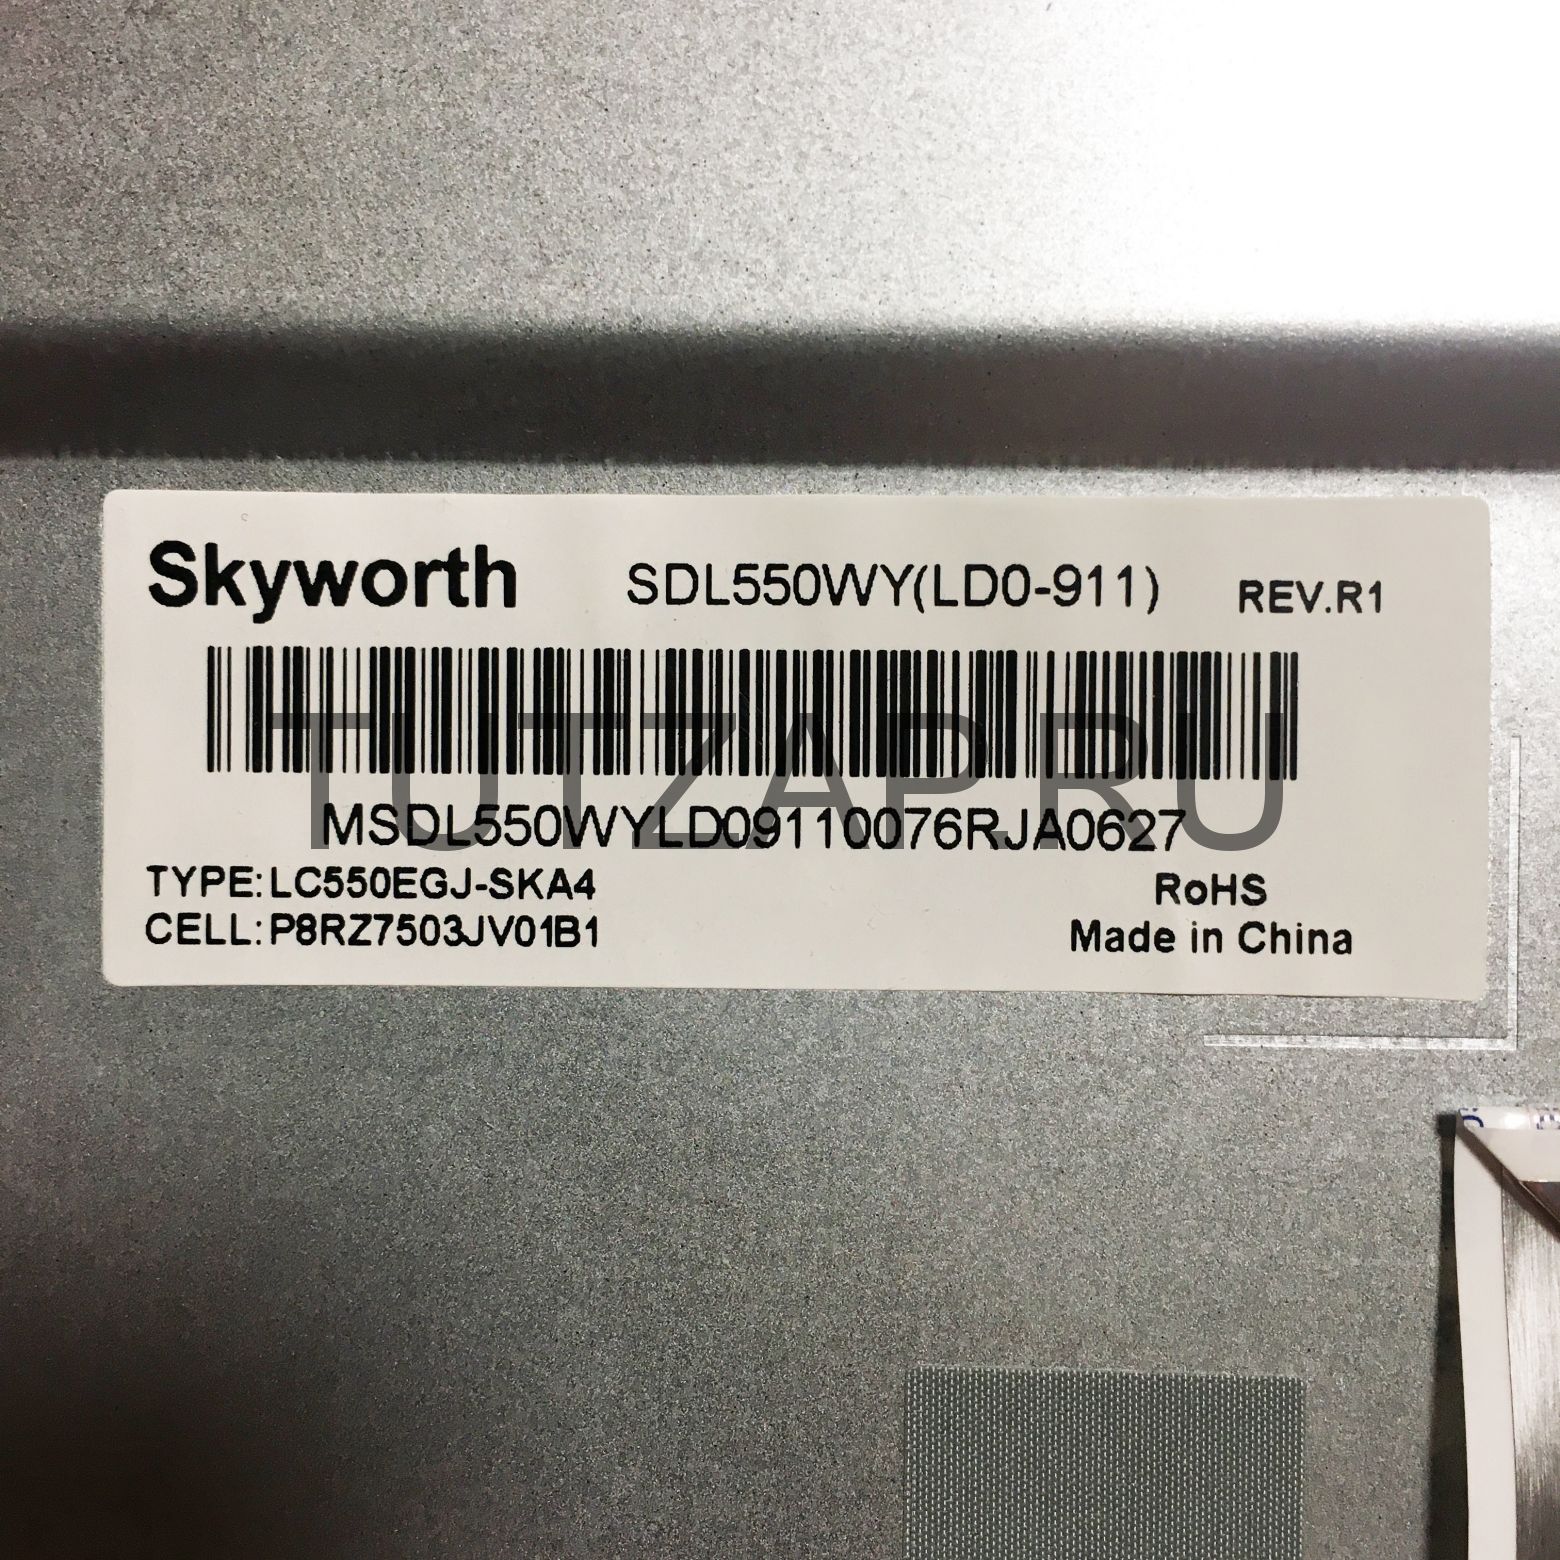 Skyworth SDL550WY(LD0-911) REV.R1
TUTZAP.RU
MSDL550WYLD09110076RJA0627
TYPE:LC550EGJ-SKA4 RoHS
CELL:P8RZ7503JV01B1 Made in China